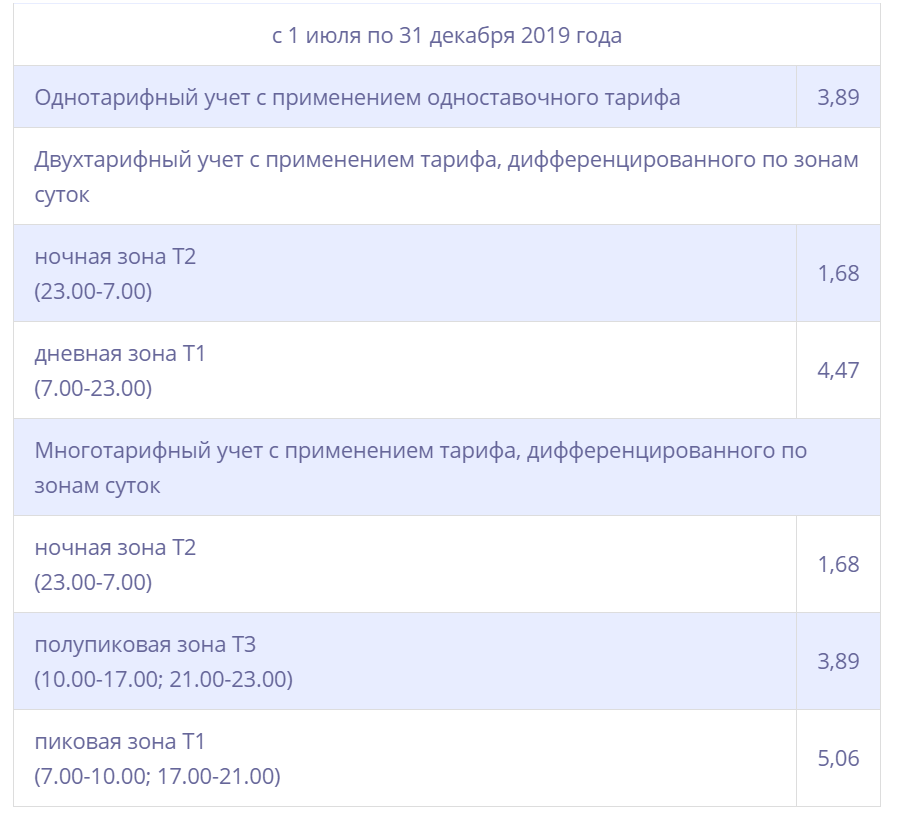 с 1 июля по 31 декабря 2019 года
Однотарифный учет с применением одноставочного тарифа 3,89
Двухтарифный учет с применением тарифа, дифференцированного по зонам
суток
ночная зона Т2
(23.00-7.00)
1,68
дневная зона Т1
(7.00-23.00)
4,47
Многотарифный учет с применением тарифа, дифференцированного по
зонам суток
ночная зона Т2
(23.00-7.00)
1,68
полупиковая зона Т3
(10.00-17.00; 21.00-23.00)
3,89
пиковая зона Т1
(7.00-10.00; 17.00-21.00)
5,06